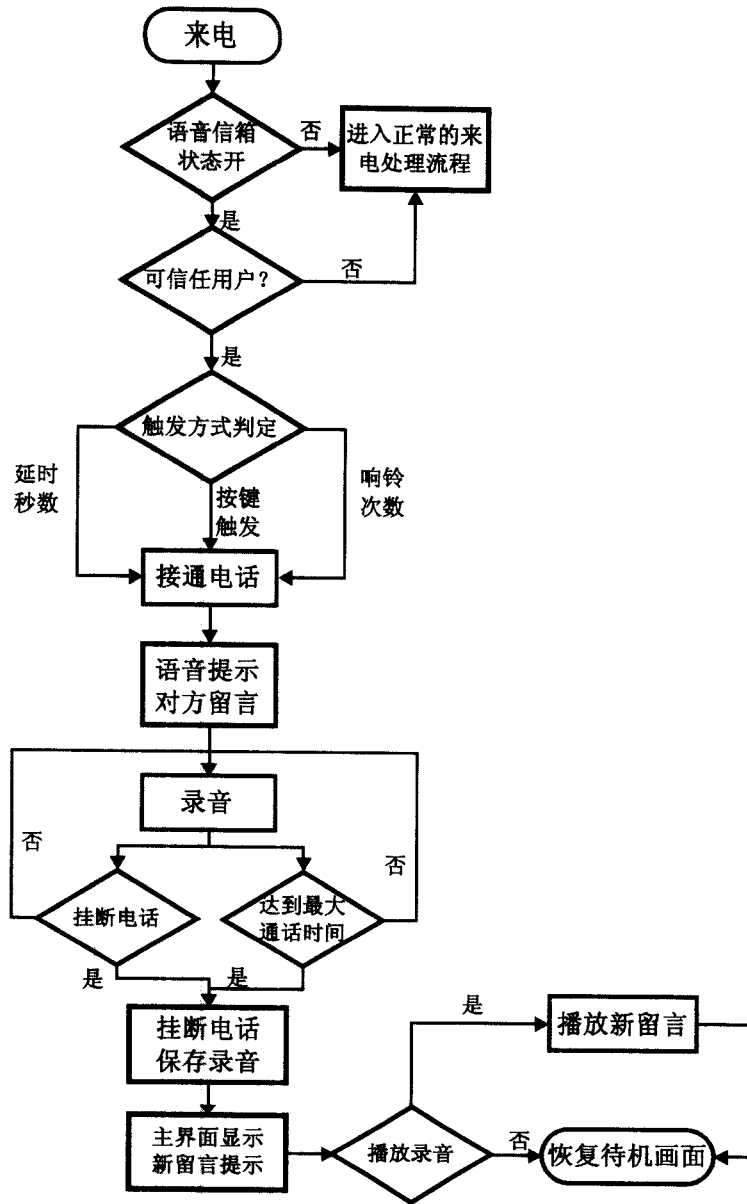 来电
语音信箱
状态开
否
进入正常的来
电处理流程
是
可信任用户？
否
是
触发方式判定
延时
秒数
按键
触发
响铃
次数
接通电话
语音提示
对方留言
录音
否
否
挂断电话
达到最大
通话时间
是
是
挂断电话
保存录音
是
播放新留言
主界面显示
新留言提示
播放录音
否
恢复待机画面